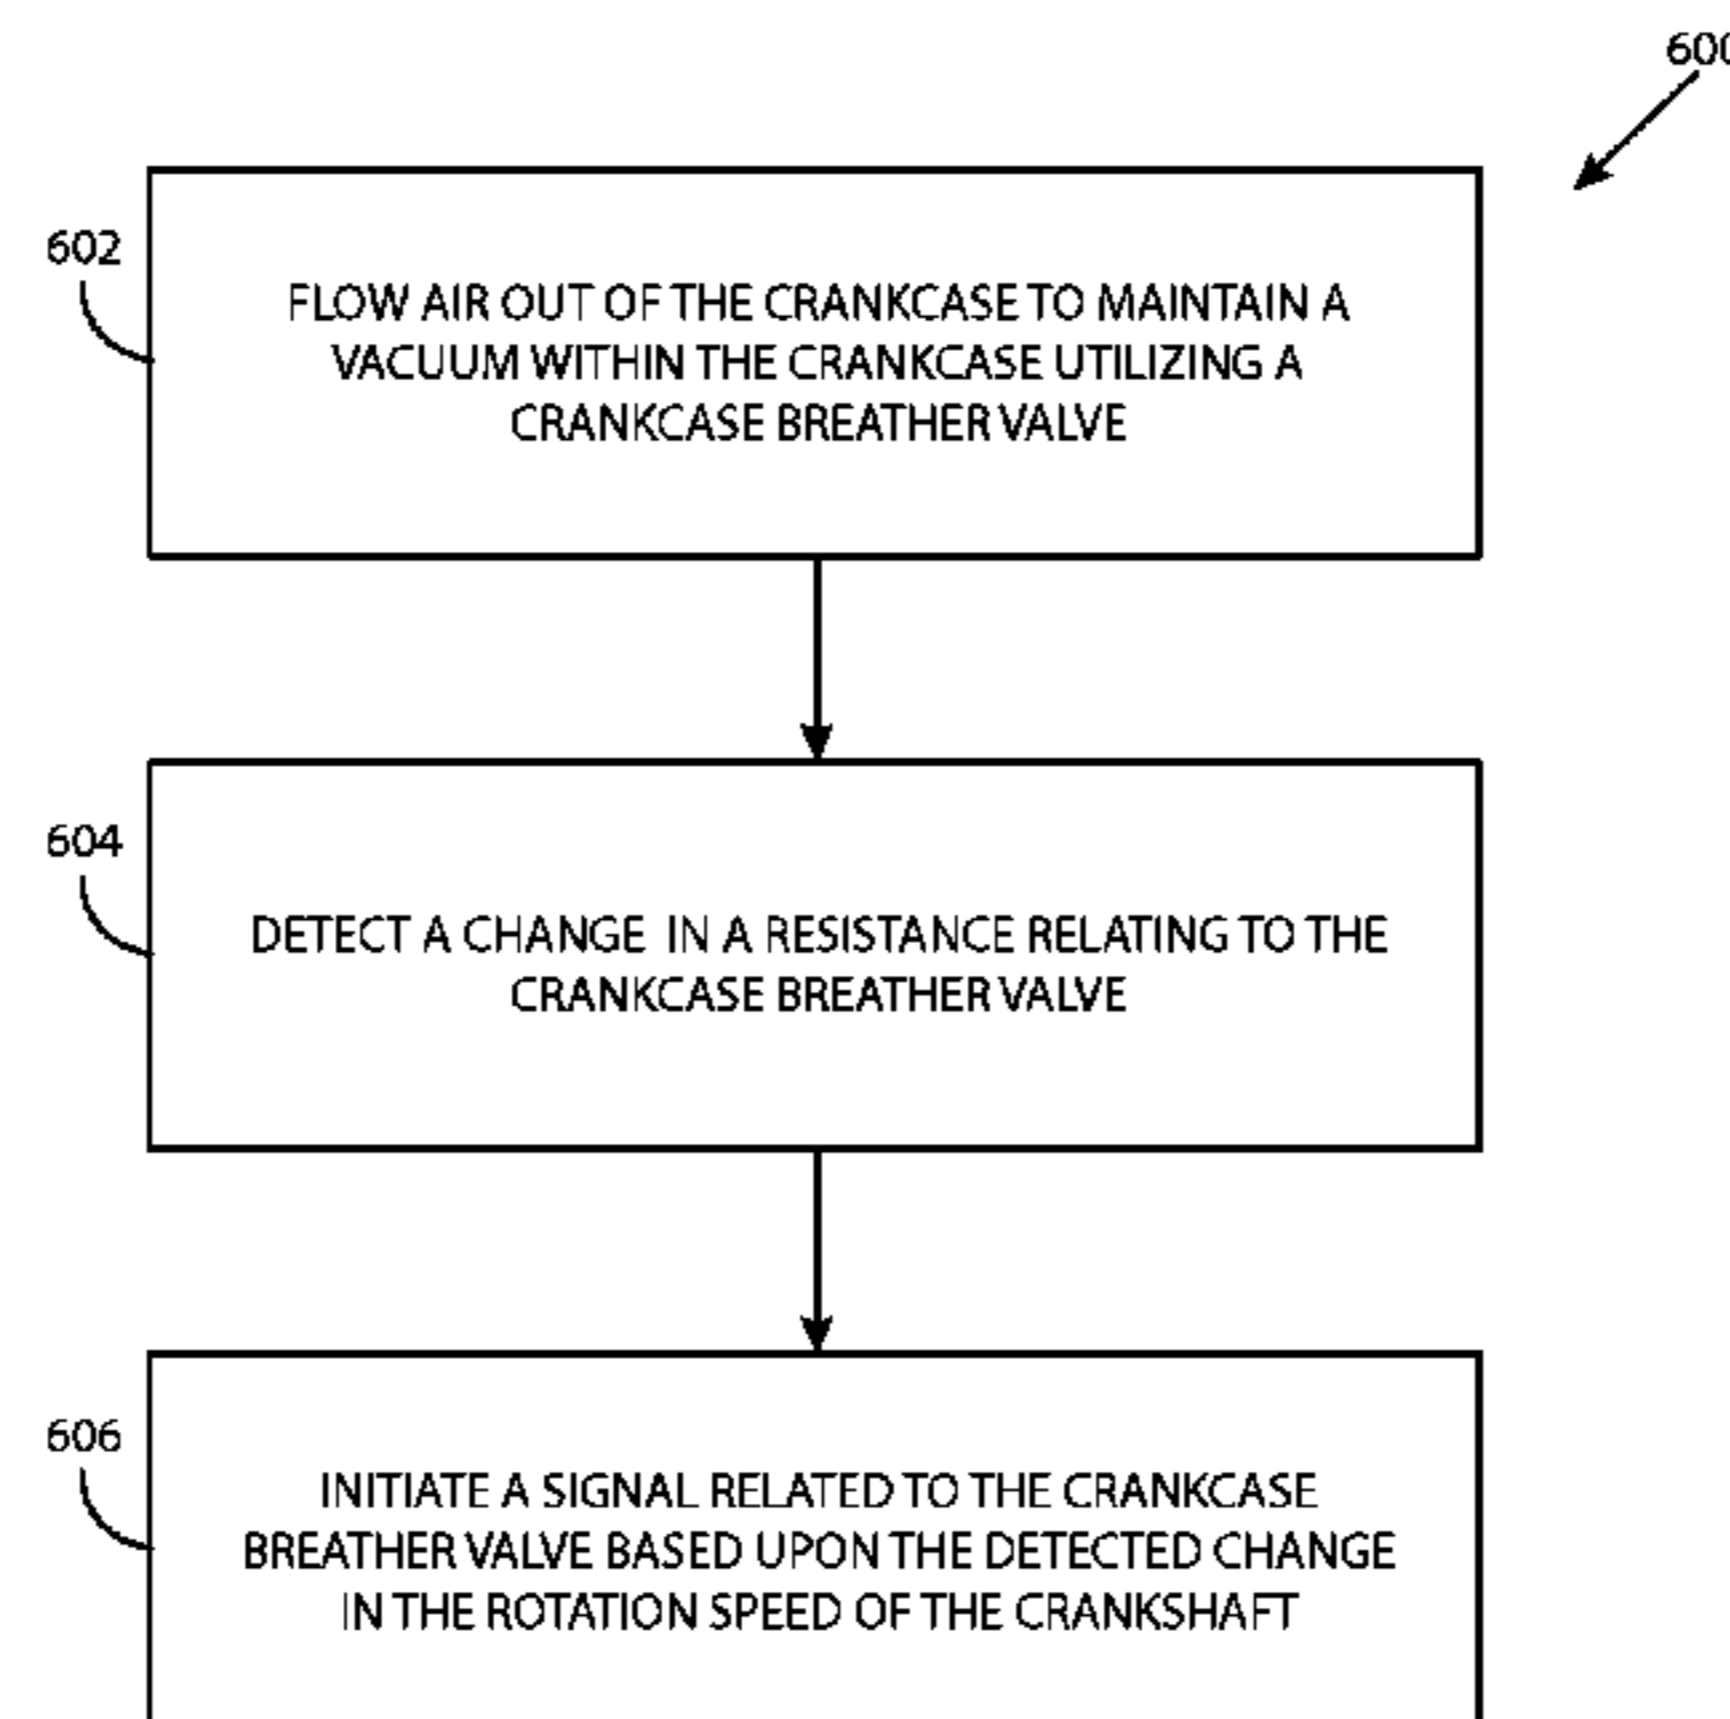 600
602
FLOW AIR OUT OF THE CRANKCASE TO MAINTAIN A
VACUUM WITHIN THE CRANKCASE UTILIZING A
CRANKCASE BREATHER VALVE
604
DETECT A CHANGE IN A RESISTANCE RELATING TO THE
CRANKCASE BREATHER VALVE
606
INITIATE A SIGNAL RELATED TO THE CRANKCASE
BREATHER VALVE BASED UPON THE DETECTED CHANGE
IN THE ROTATION SPEED OF THE CRANKSHAFT